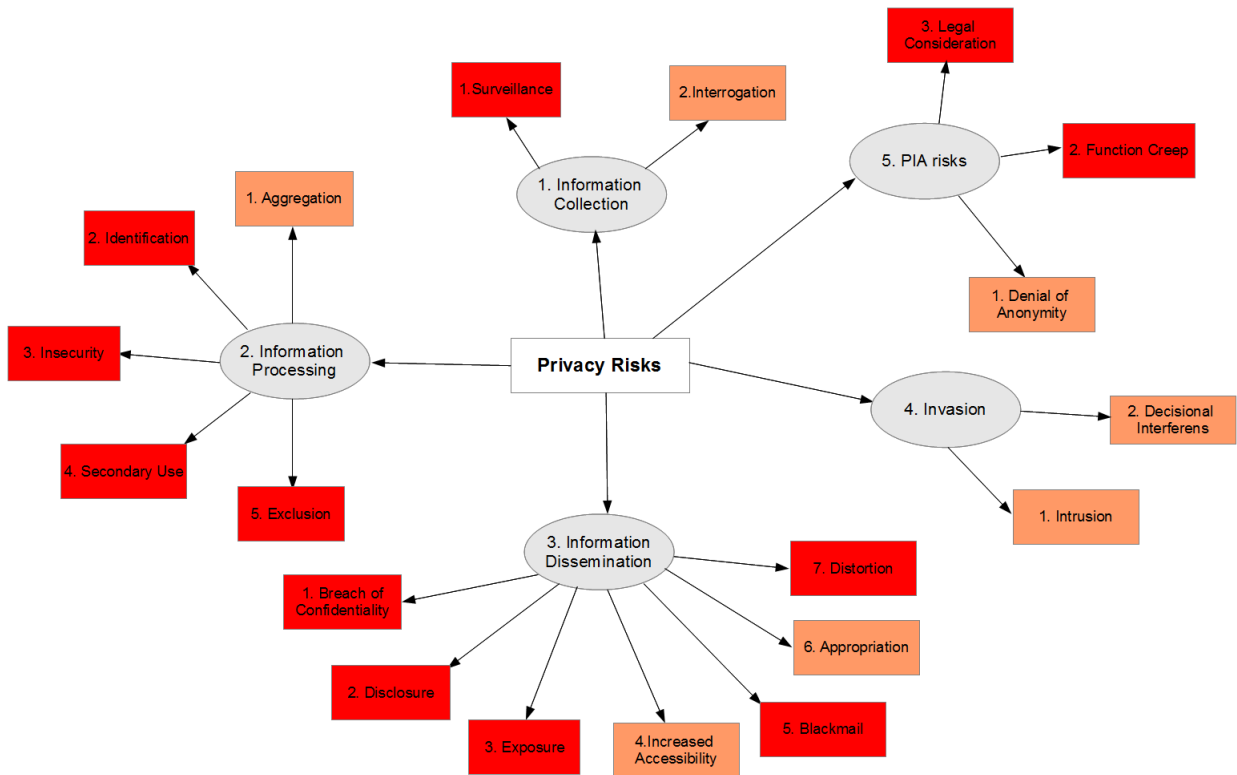 3. Legal
Consideration
1.Surveillance
2.Interrogation
2. Function Creep
5. PIA risks
1. Information
Collection
1. Aggregation
2. Identification
1. Denial of
Anonymity
3. Insecurity
2. Information
Processing
Privacy Risks
4. Invasion
2. Decisional
Interferens
4. Secondary Use
5. Exclusion
1. Intrusion
3. Information
Dissemination
7. Distortion
1. Breach of
Confidentiality
6. Appropriation
2. Disclosure
5. Blackmail
3. Exposure
4.Increased
Accessibility